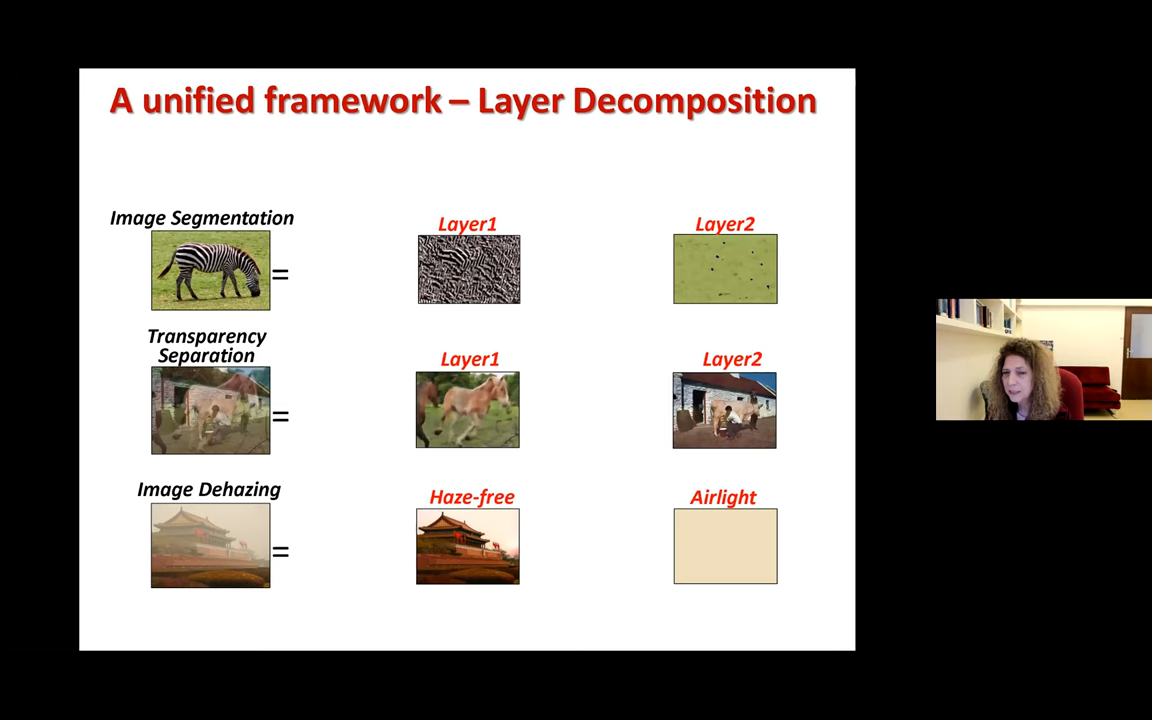 A unified framework – Layer Decomposition
Image Segmentation
Layer1
Layer2
=
Transparency
Separation
Layer1
Layer2
=
Image Dehazing
Haze-free
Airlight
=